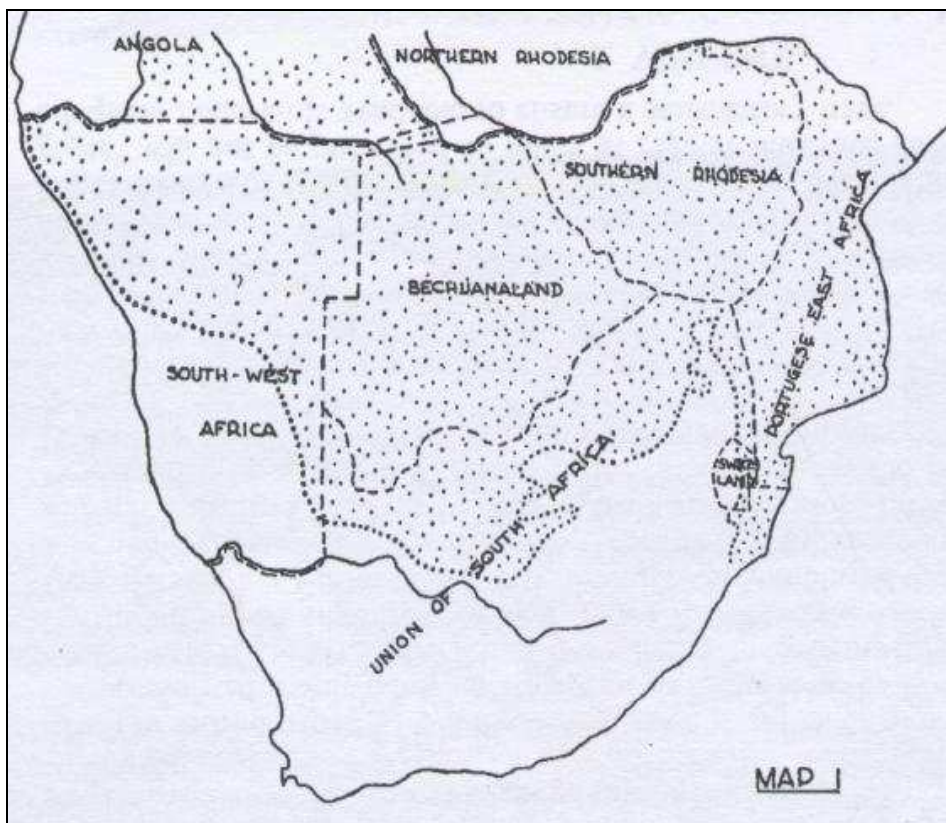 ANGOLA
NORTHERN RHODESIA
SOUTHERN RHODESIA
BECHUANALAND
SOUTH-WEST
AFRICA
PORTUGESE EAST AFRICA
SWAZI
LAND
UNION OF SOUTH AFRICA
MAP 1